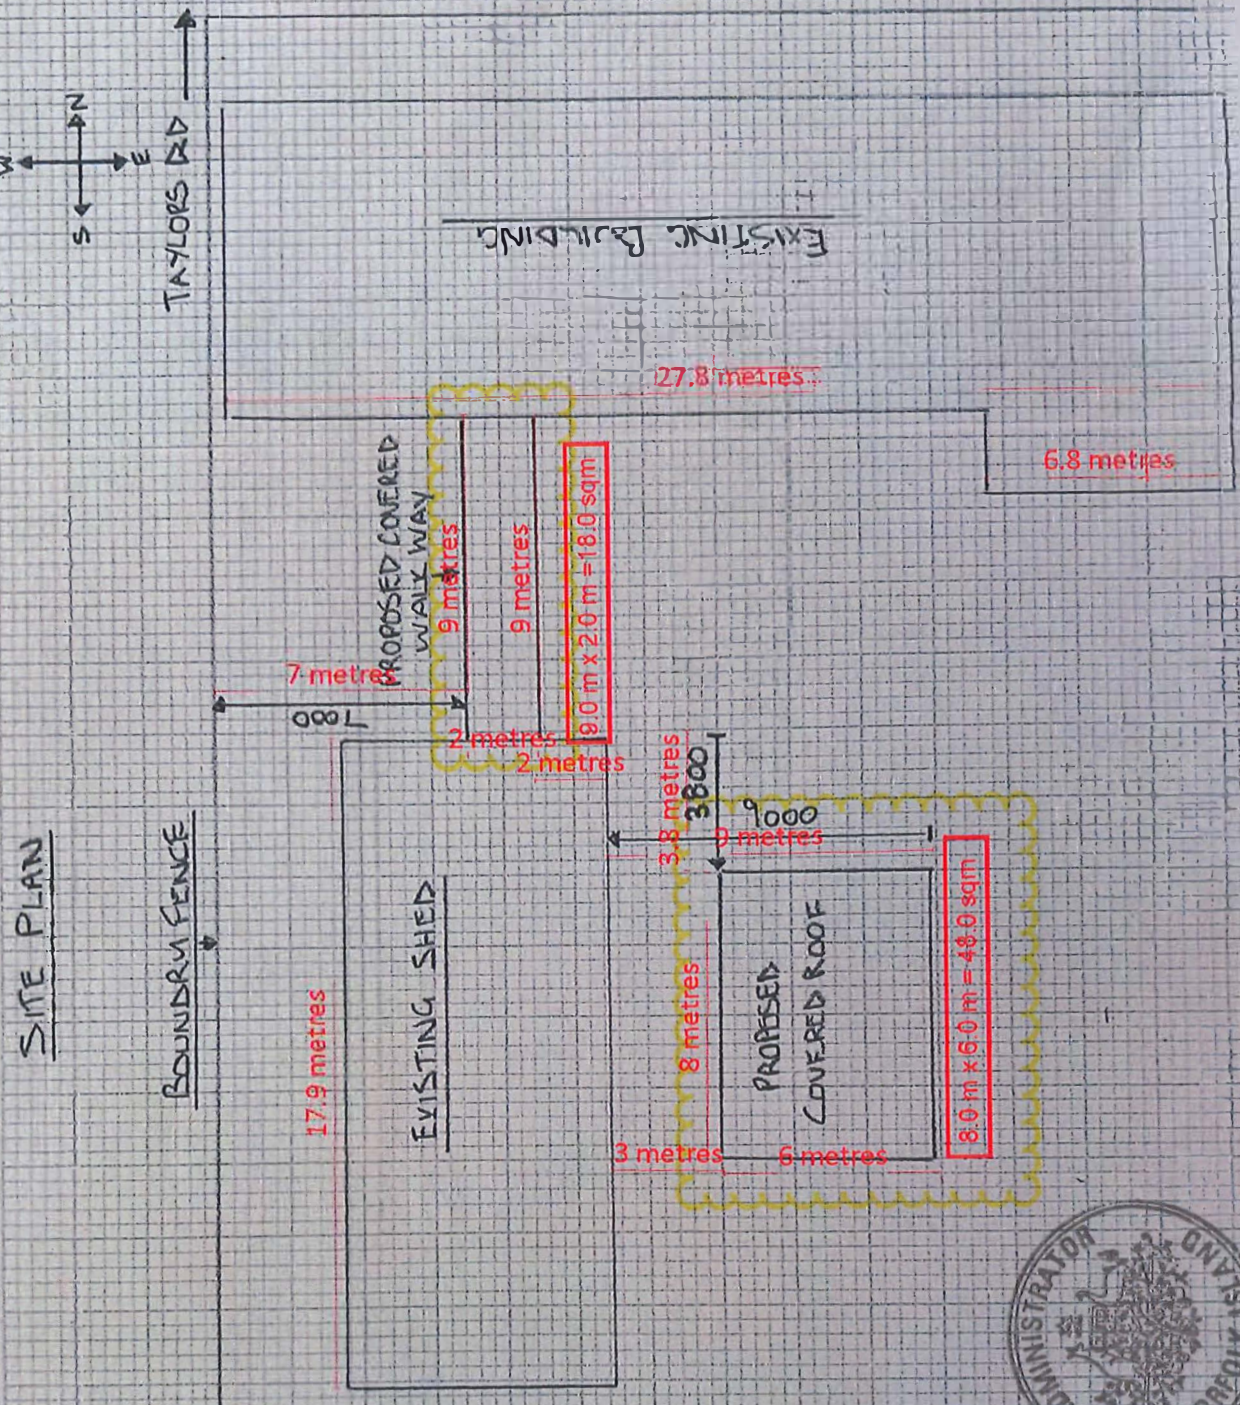 W
N
S
E
TAYLORS RD
EXISTING BUILDING
27.8 metres
6.8 metres
PROPOSED COVERED
WALK WAY
9 metres
9 metres
9.0 m x 2.0 m = 18.0 sqm
7 metres
7000
2 metres
2 metres
3.8 metres
3800
9000
9 metres
SITE PLAN
BOUNDRY FENCE
17.9 metres
EXISTING SHED
8 metres
PROPOSED
COVERED ROOF
8.0 m x 6.0 m = 48.0 sqm
3 metres
6 metres